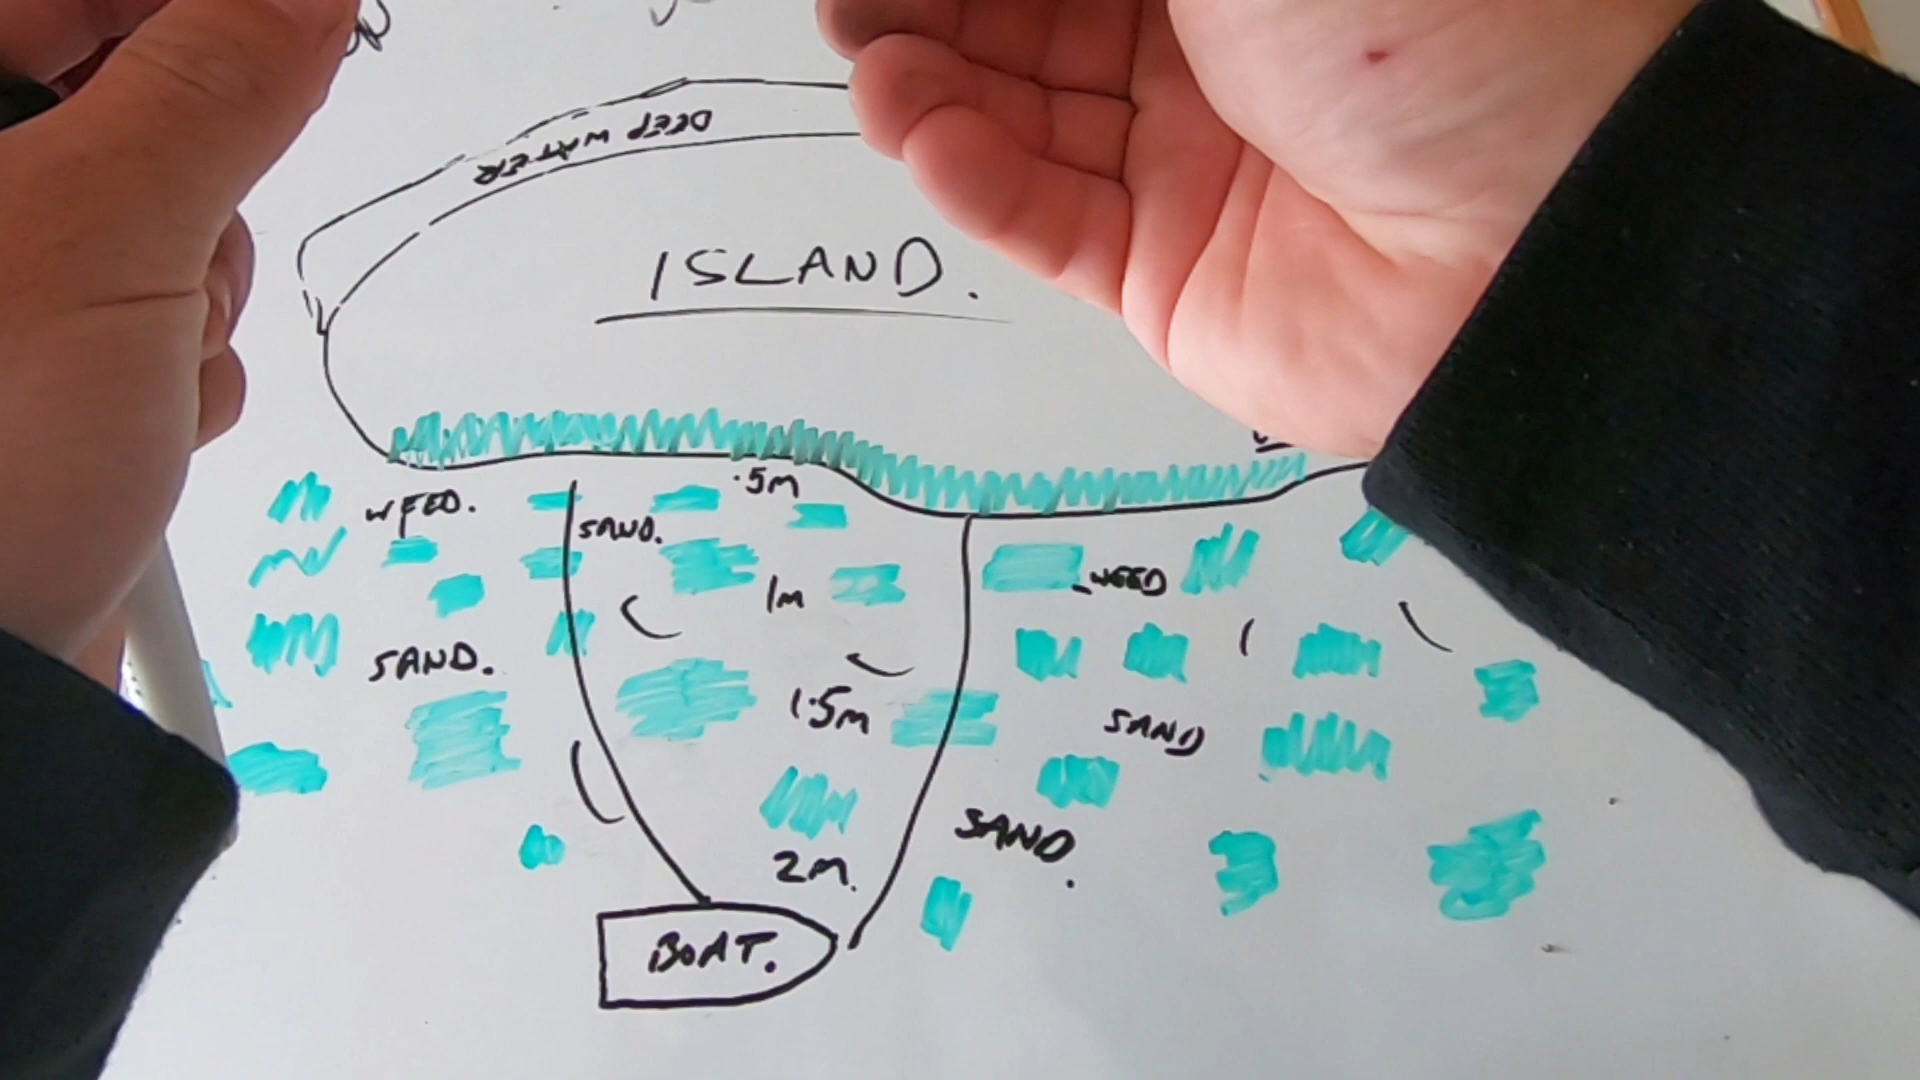 DEEP WATER
ISLAND.
.5m
WEED.
SAND.
1m
WEED
SAND.
1.5m
SAND
SAND.
2m.
BOAT.